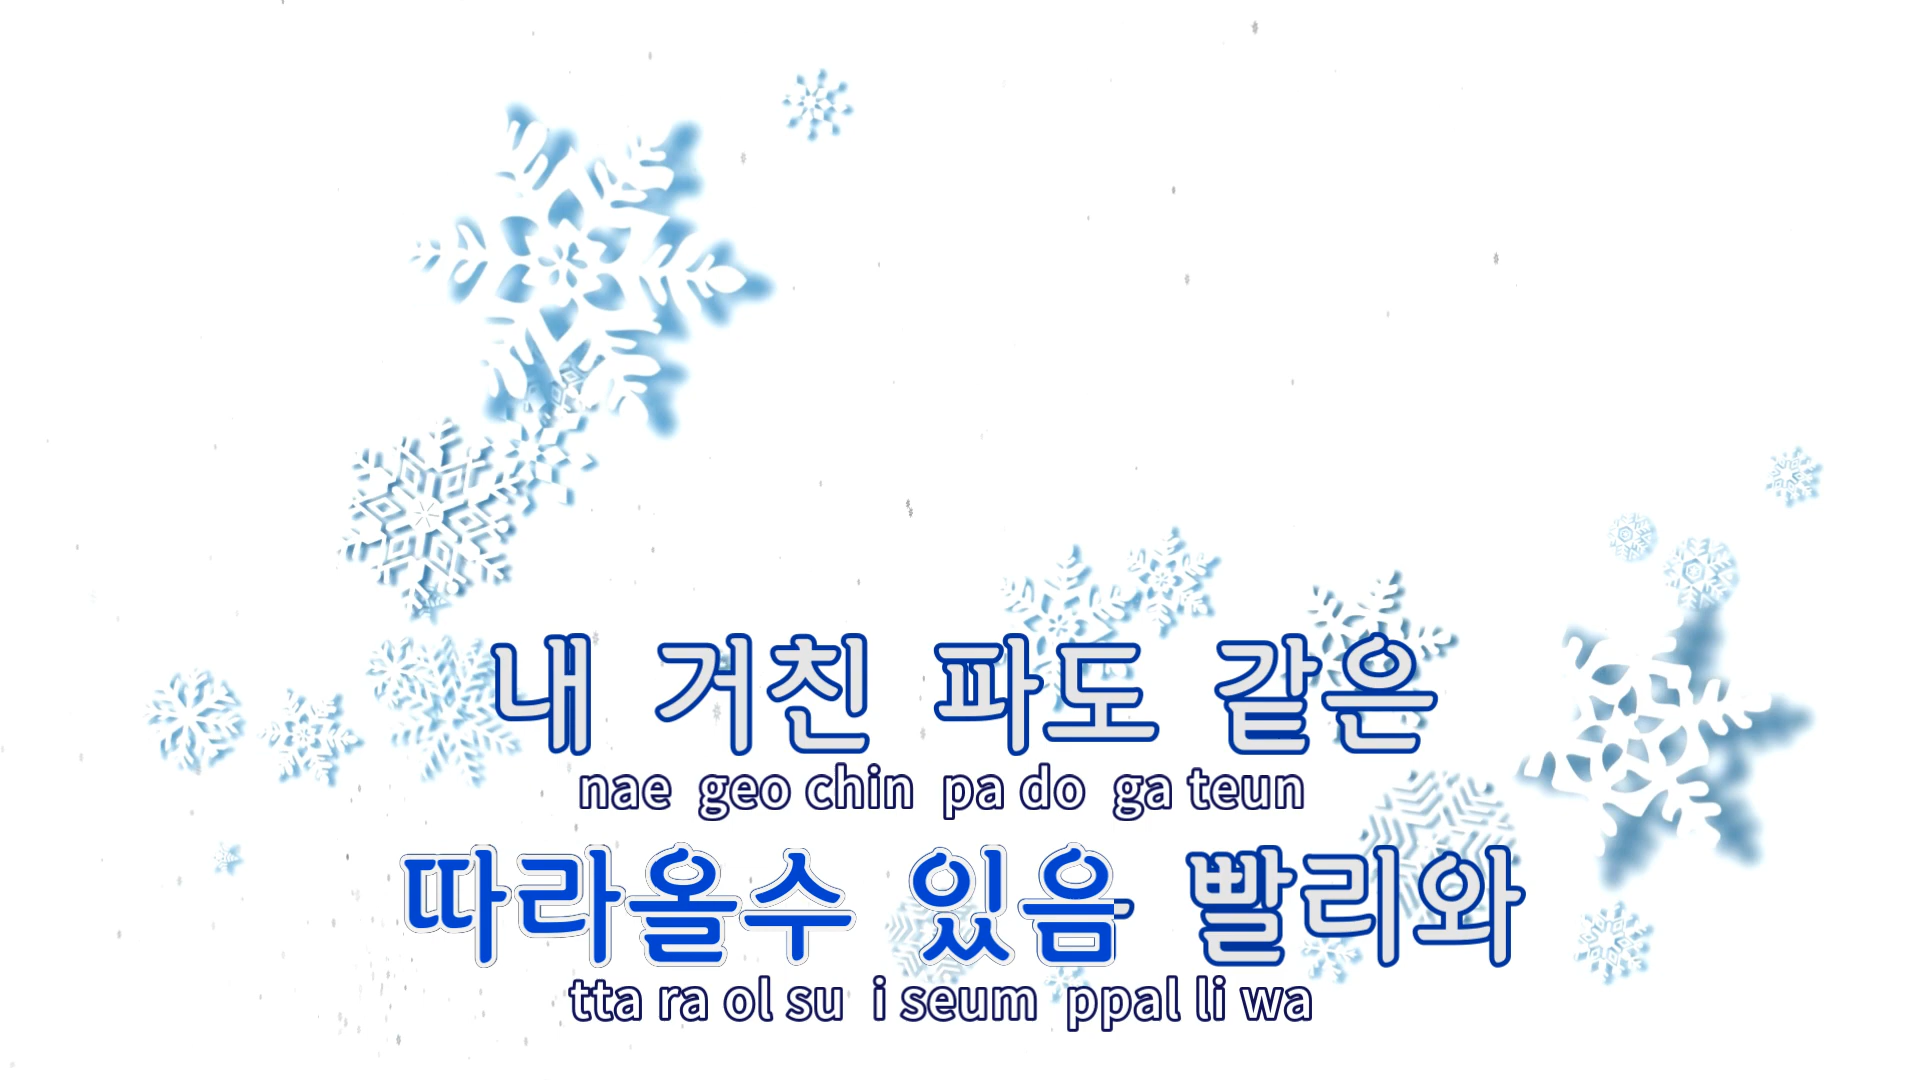 내 거친 파도 같은
nae geo chin pa do ga teun
따라올수 있음 빨리와
tta ra ol su i seum ppal li wa